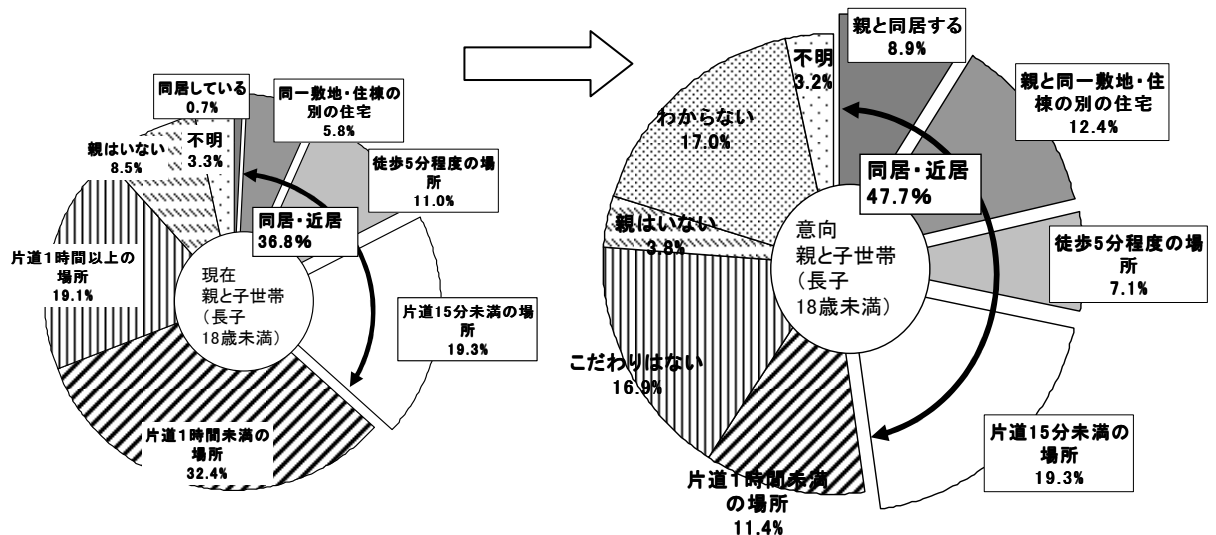 同居している
0.7%
同一敷地・住棟の
別の住宅
5.8%
徒歩5分程度の場
所
11.0%
片道15分未満の場
所
19.3%
片道1時間未満の
場所
32.4%
片道1時間以上の
場所
19.1%
親はいない
8.5%
不明
3.3%
同居・近居
36.8%
現在
親と子世帯
(長子
18歳未満)
親と同居する
8.9%
親と同一敷地・住
棟の別の住宅
12.4%
徒歩5分程度の場
所
7.1%
片道15分未満の
場所
19.3%
片道1時間未満
の場所
11.4%
こだわりはない
16.9%
親はいない
3.8%
わからない
17.0%
不明
3.2%
同居・近居
47.7%
意向
親と子世帯
(長子
18歳未満)